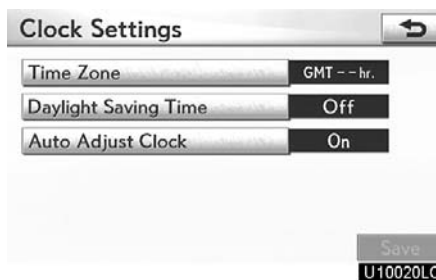 Clock Settings
Time Zone GMT -- hr.
Daylight Saving Time Off
Auto Adjust Clock On
Save
U10020LC